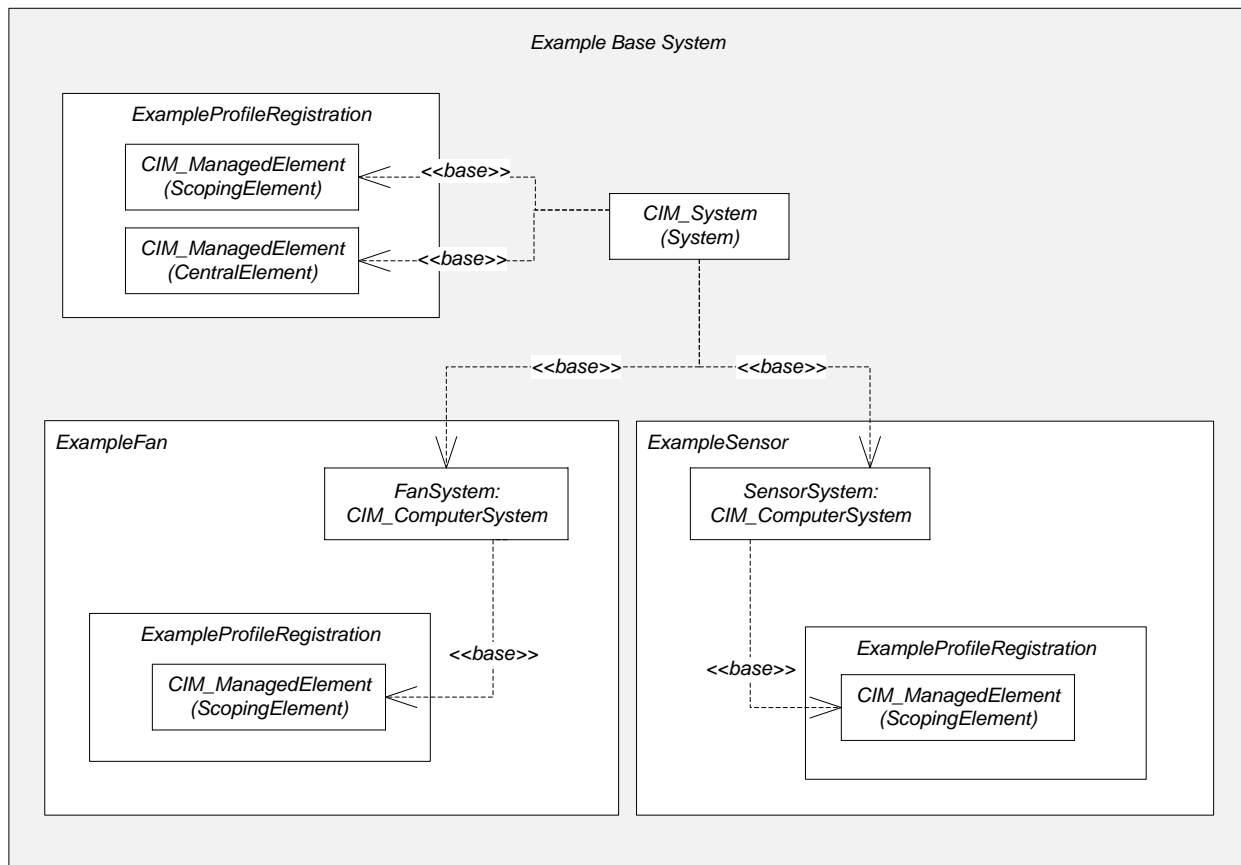 Example Base System
ExampleProfileRegistration
CIM_ManagedElement
(ScopingElement)
<<base>>
CIM_System
(System)
CIM_ManagedElement
(CentralElement)
<<base>>
<<base>>
<<base>>
ExampleFan
FanSystem:
CIM_ComputerSystem
ExampleProfileRegistration
<<base>>
CIM_ManagedElement
(ScopingElement)
ExampleSensor
SensorSystem:
CIM_ComputerSystem
ExampleProfileRegistration
<<base>>
CIM_ManagedElement
(ScopingElement)